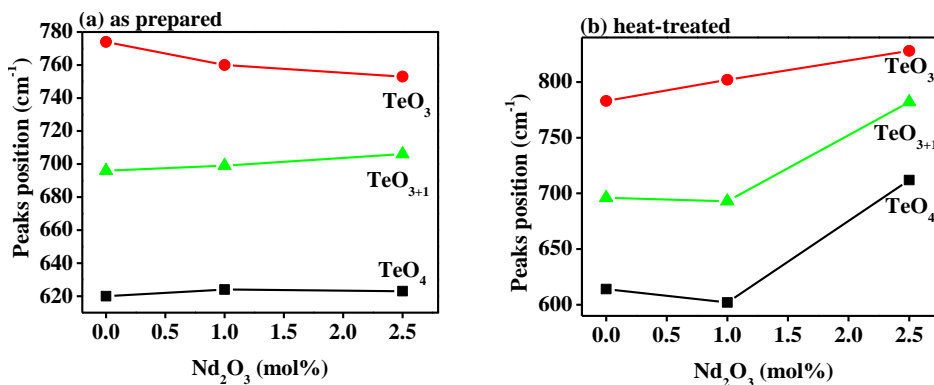 (a) as prepared
780
760
740
720
700
680
660
640
620
Peaks position (cm⁻¹)
TeO₃
TeO₃₊₁
TeO₄
0.0 0.5 1.0 1.5 2.0 2.5
Nd₂O₃ (mol%)
(b) heat-treated
800
750
700
650
600
Peaks position (cm⁻¹)
TeO₃
TeO₃₊₁
TeO₄
0.0 0.5 1.0 1.5 2.0 2.5
Nd₂O₃ (mol%)